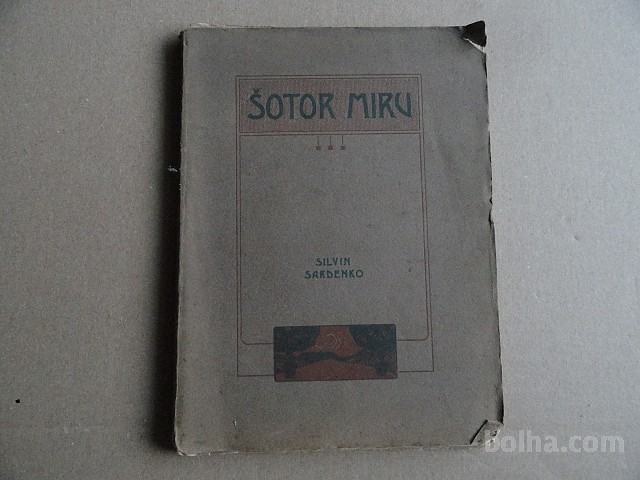 ŠOTOR MIRU
SILVIN
SARDENKO
bolha.com